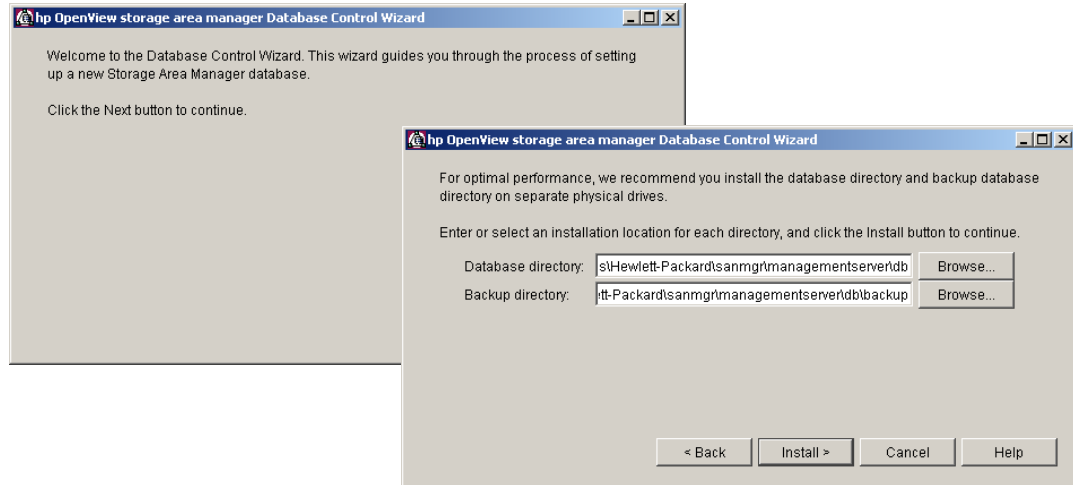 hp OpenView storage area manager Database Control Wizard
Welcome to the Database Control Wizard. This wizard guides you through the process of setting
up a new Storage Area Manager database.
Click the Next button to continue.
hp OpenView storage area manager Database Control Wizard
For optimal performance, we recommend you install the database directory and backup database
directory on separate physical drives.
Enter or select an installation location for each directory, and click the Install button to continue.
Database directory: s\Hewlett-Packard\sanmgr\managementserver\db Browse...
Backup directory: tt-Packard\sanmgr\managementserver\db\backup Browse...
< Back Install > Cancel Help